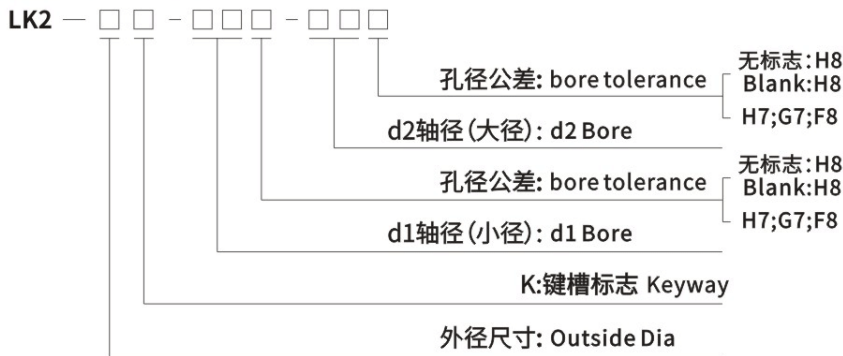 LK2 — □ □ - □ □ □ - □ □ □
孔径公差: bore tolerance
无标志:H8
Blank:H8
H7;G7;F8
d2轴径(大径): d2 Bore
孔径公差: bore tolerance
无标志:H8
Blank:H8
H7;G7;F8
d1轴径(小径): d1 Bore
K:键槽标志 Keyway
外径尺寸: Outside Dia